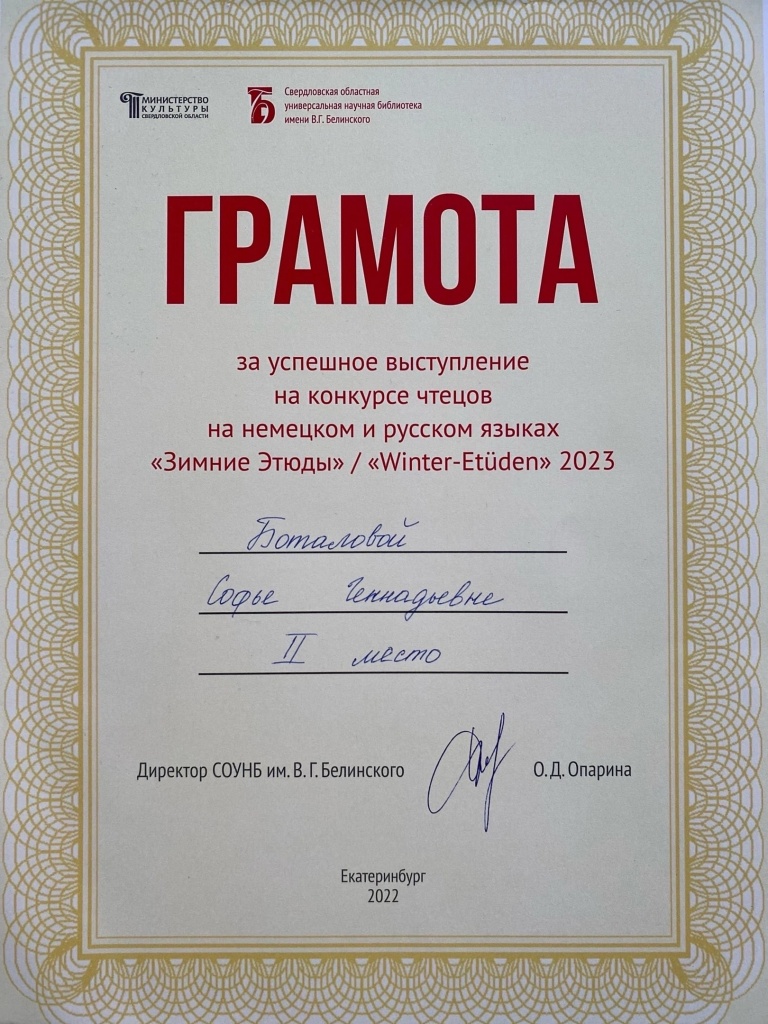 МИНИСТЕРСТВО
КУЛЬТУРЫ
СВЕРДЛОВСКОЙ ОБЛАСТИ
Свердловская областная
универсальная научная библиотека
имени В.Г. Белинского
ГРАМОТА
за успешное выступление
на конкурсе чтецов
на немецком и русском языках
«Зимние Этюды» / «Winter-Etüden» 2023
Боталовой
Софье Геннадьевне
II место
Директор СОУНБ им. В. Г. Белинского О. Д. Опарина
Екатеринбург
2022